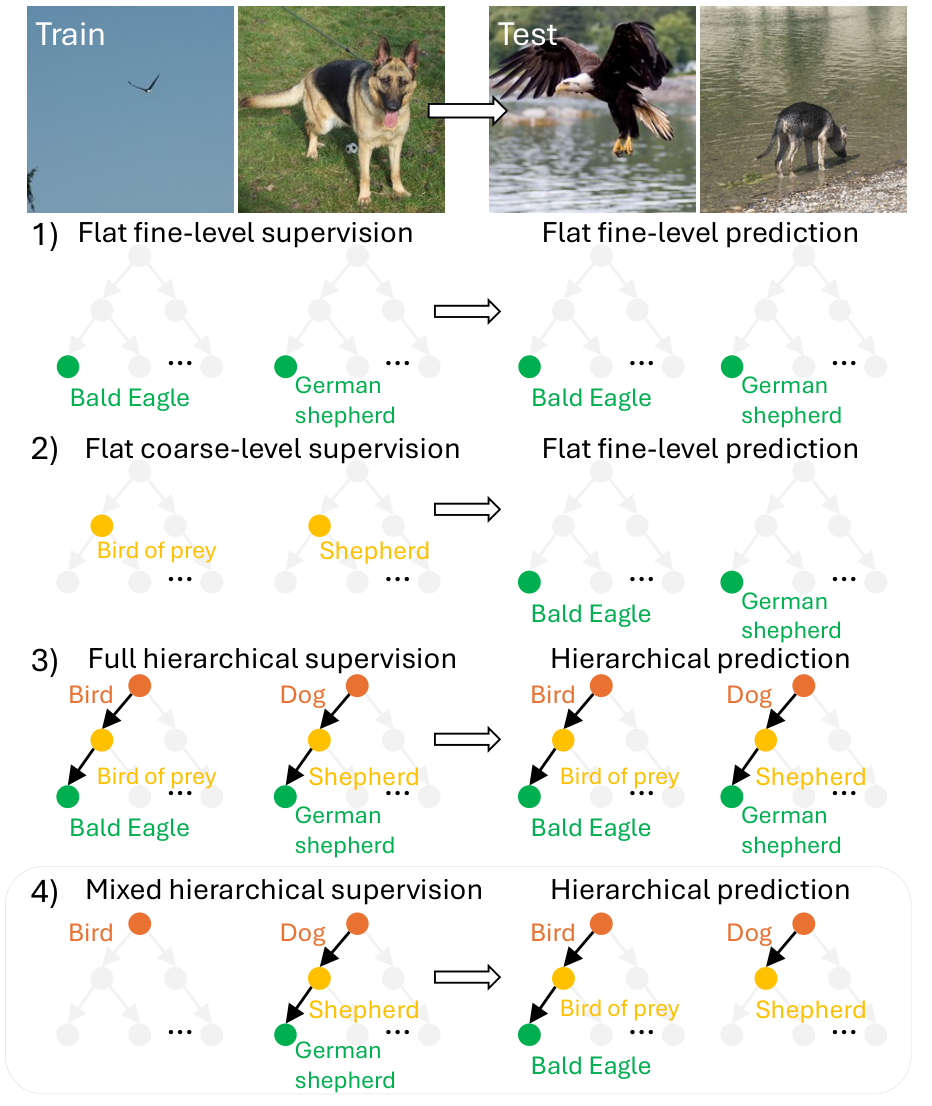 Train
Test
1) Flat fine-level supervision
Flat fine-level prediction
... ... ... ...
Bald Eagle
German
shepherd
Bald Eagle
German
shepherd
2) Flat coarse-level supervision
Flat fine-level prediction
Bird of prey
Shepherd
... ... ... ...
Bald Eagle
German
shepherd
3) Full hierarchical supervision
Hierarchical prediction
Bird
Dog
Bird
Dog
Bird of prey
Shepherd
Bird of prey
Shepherd
... ... ... ...
Bald Eagle
German
shepherd
Bald Eagle
German
shepherd
4) Mixed hierarchical supervision
Hierarchical prediction
Bird
Dog
Bird
Dog
Shepherd
Bird of prey
Shepherd
... ... ... ...
German
shepherd
Bald Eagle